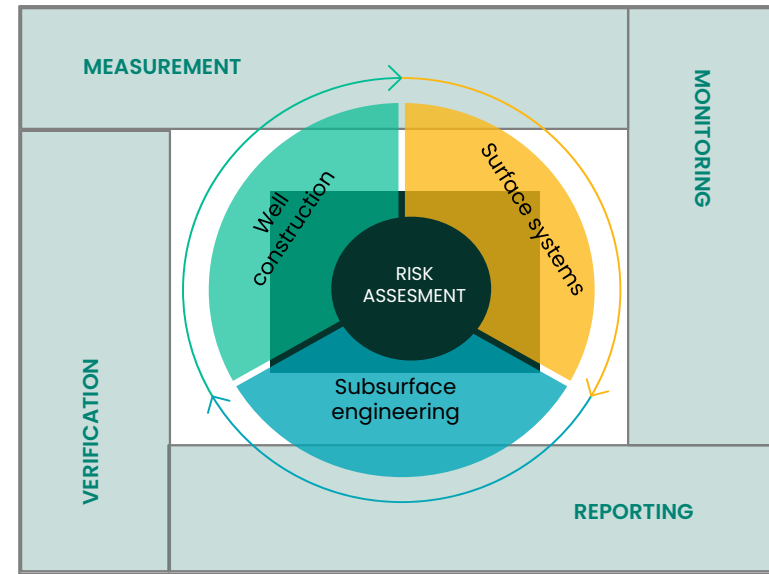 MEASUREMENT
MONITORING
Well
construction
Surface systems
RISK
ASSESMENT
Subsurface
engineering
VERIFICATION
REPORTING